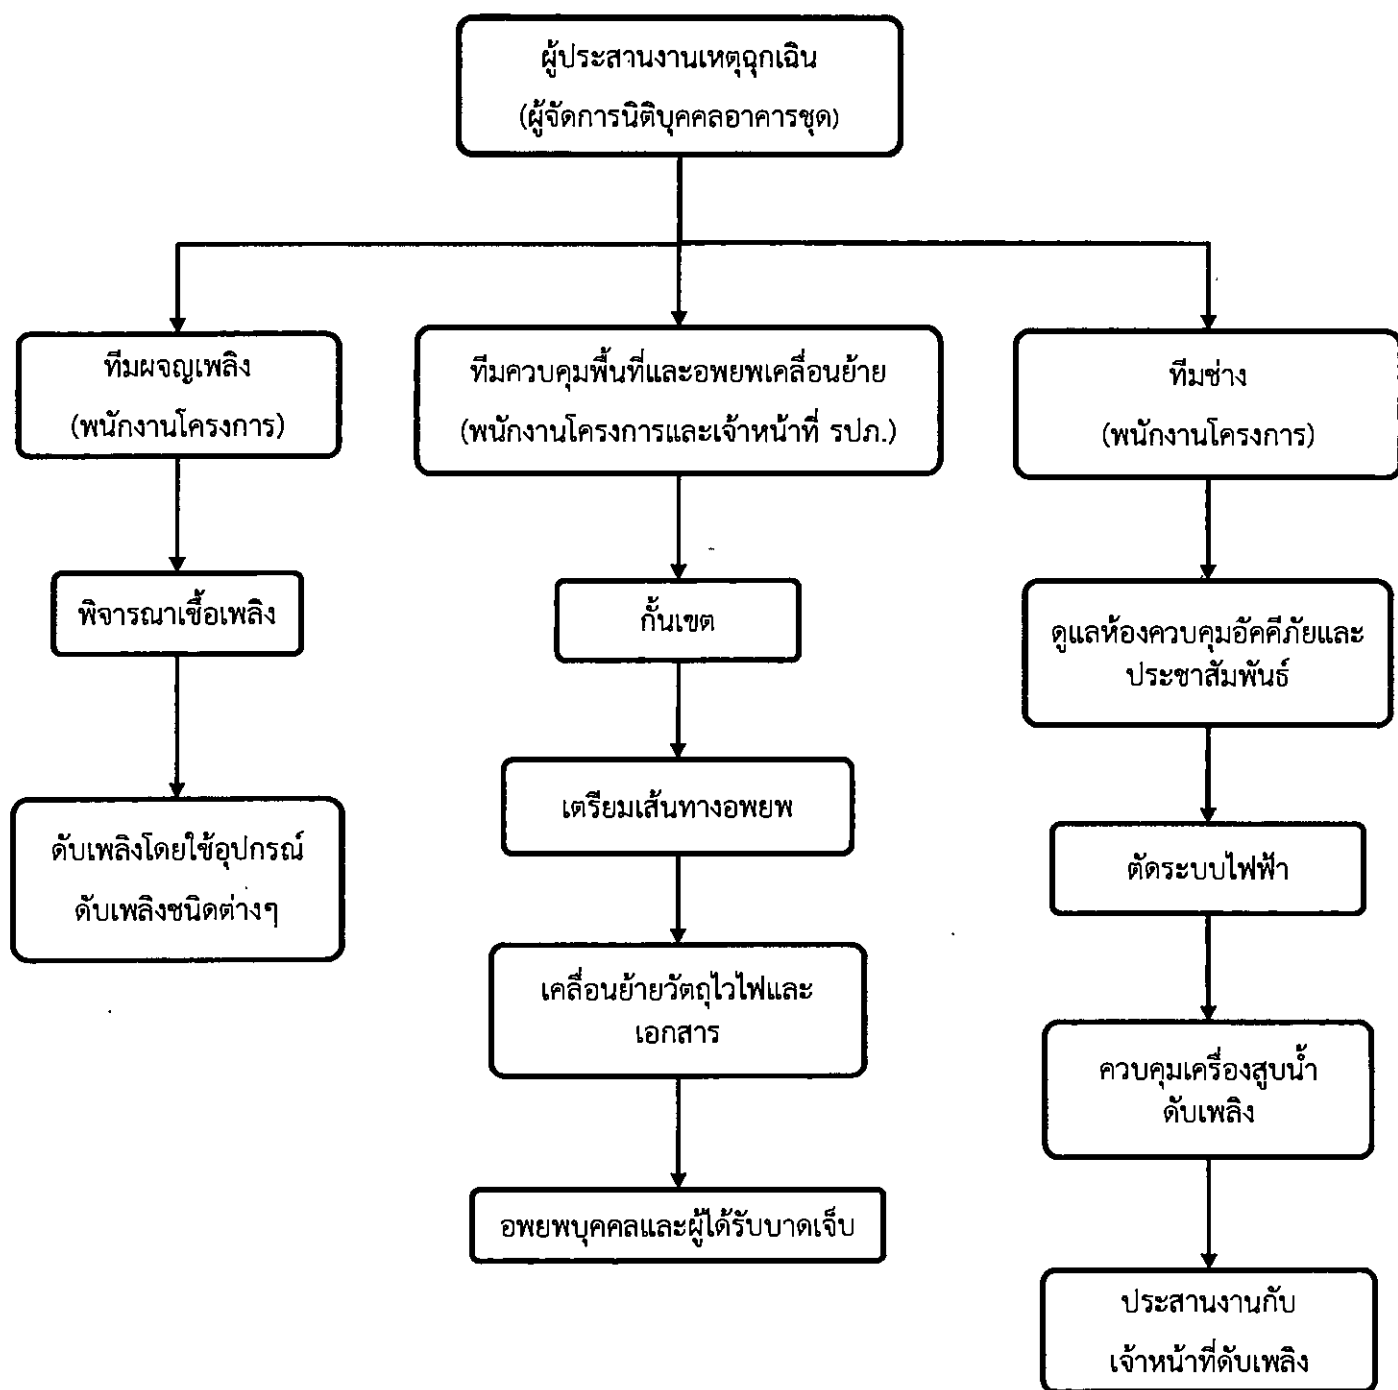 ผู้ประสานงานเหตุฉุกเฉิน
(ผู้จัดการนิติบุคคลอาคารชุด)
ทีมผจญเพลิง
(พนักงานโครงการ)
ทีมควบคุมพื้นที่และอพยพเคลื่อนย้าย
(พนักงานโครงการและเจ้าหน้าที่ รปภ.)
ทีมช่าง
(พนักงานโครงการ)
พิจารณาเชื้อเพลิง
กั้นเขต
ดูแลห้องควบคุมอัคคีภัยและ
ประชาสัมพันธ์
ดับเพลิงโดยใช้อุปกรณ์
ดับเพลิงชนิดต่างๆ
เตรียมเส้นทางอพยพ
ตัดระบบไฟฟ้า
เคลื่อนย้ายวัตถุไวไฟและ
เอกสาร
ควบคุมเครื่องสูบน้ำ
ดับเพลิง
อพยพบุคคลและผู้ได้รับบาดเจ็บ
ประสานงานกับ
เจ้าหน้าที่ดับเพลิง